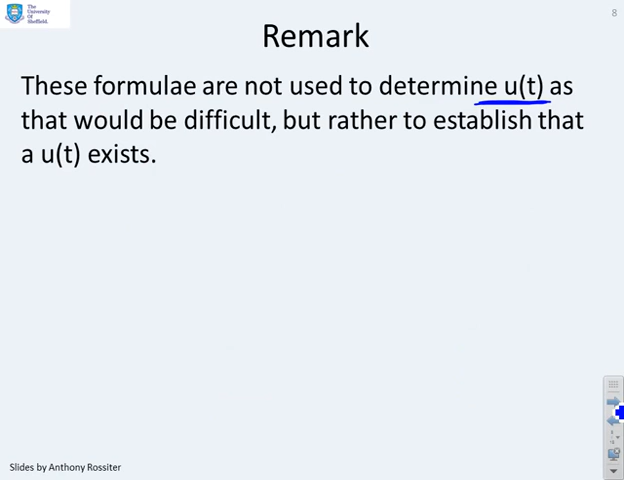 The
University
Of
Sheffield.
8
Remark
These formulae are not used to determine u(t) as
that would be difficult, but rather to establish that
a u(t) exists.
Slides by Anthony Rossiter